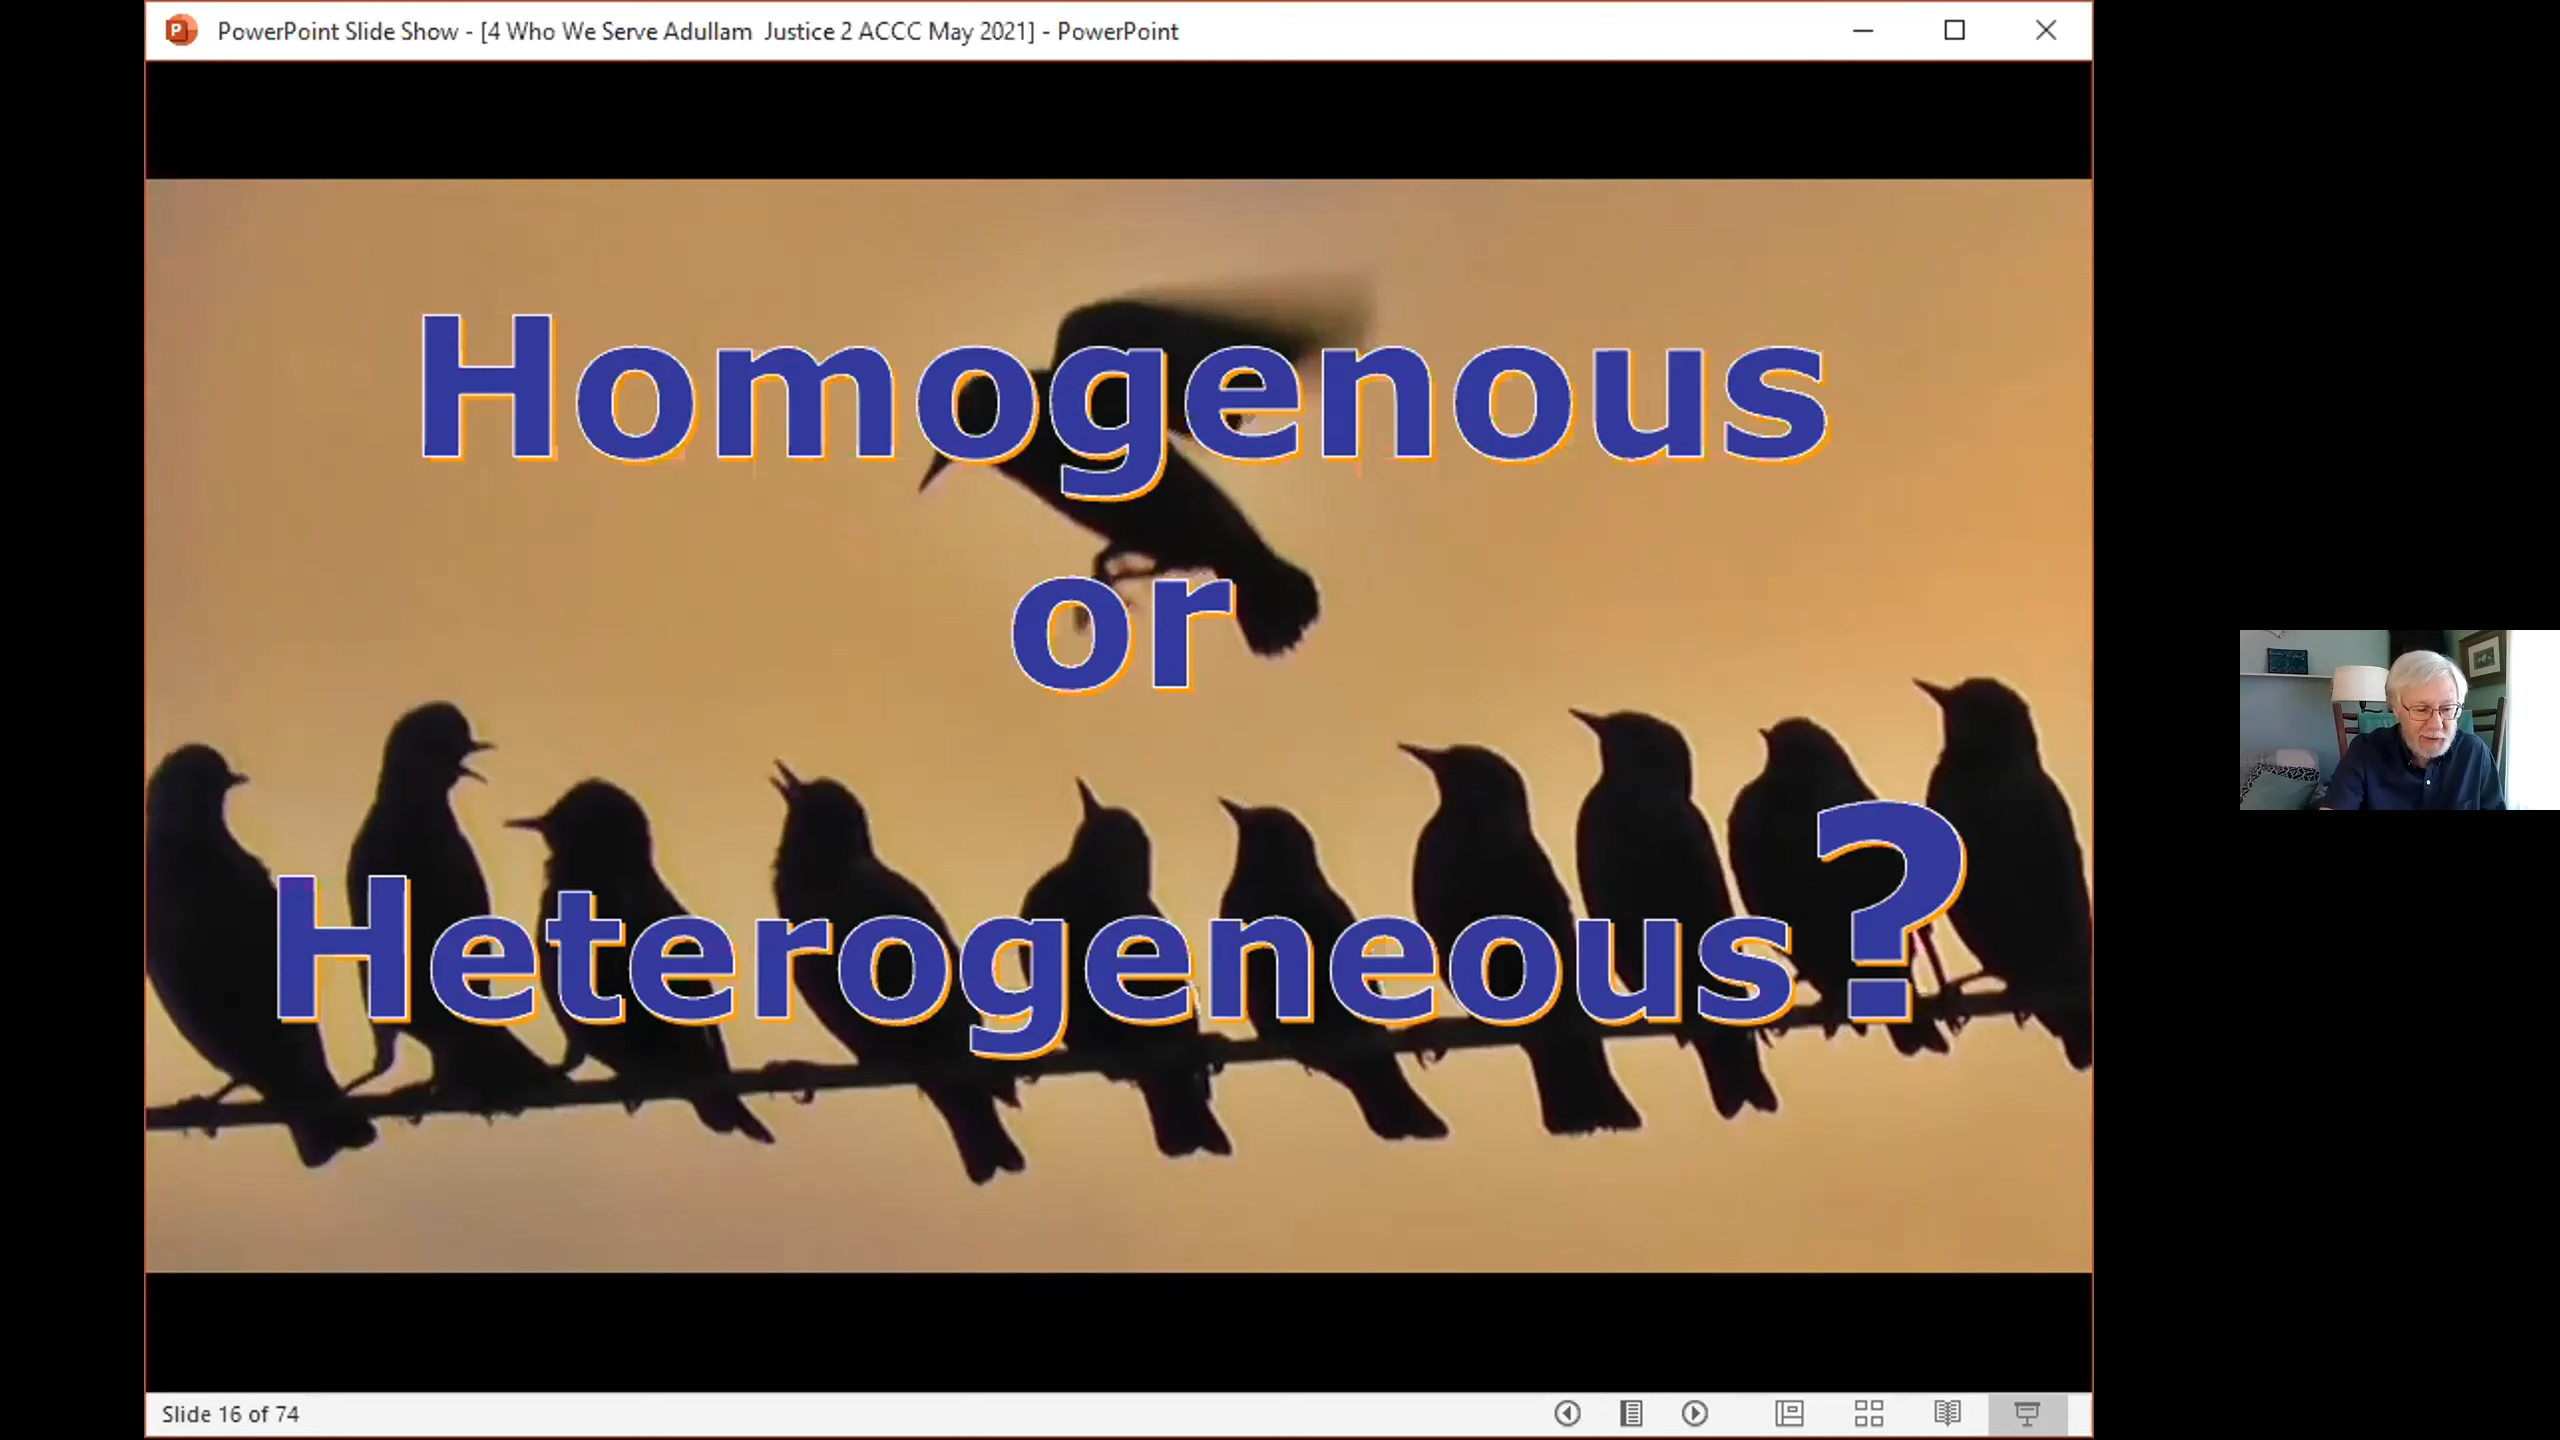 PowerPoint Slide Show - [4 Who We Serve Adullam  Justice 2 ACCC May 2021] - PowerPoint
Homogenous
or
Heterogeneous?
Slide 16 of 74